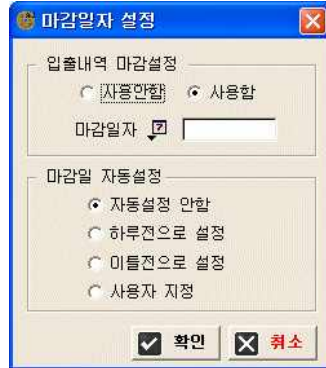 마감일자 설정
입출내역 마감설정
사용안함 사용함
마감일자
마감일 자동설정
자동설정 안함
하루전으로 설정
이틀전으로 설정
사용자 지정
확인 취소